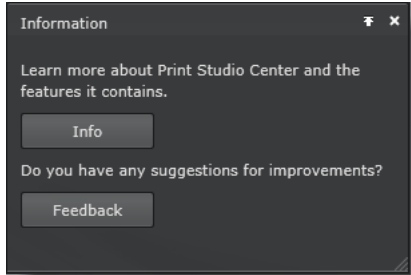 Information
Learn more about Print Studio Center and the
features it contains.
Info
Do you have any suggestions for improvements?
Feedback